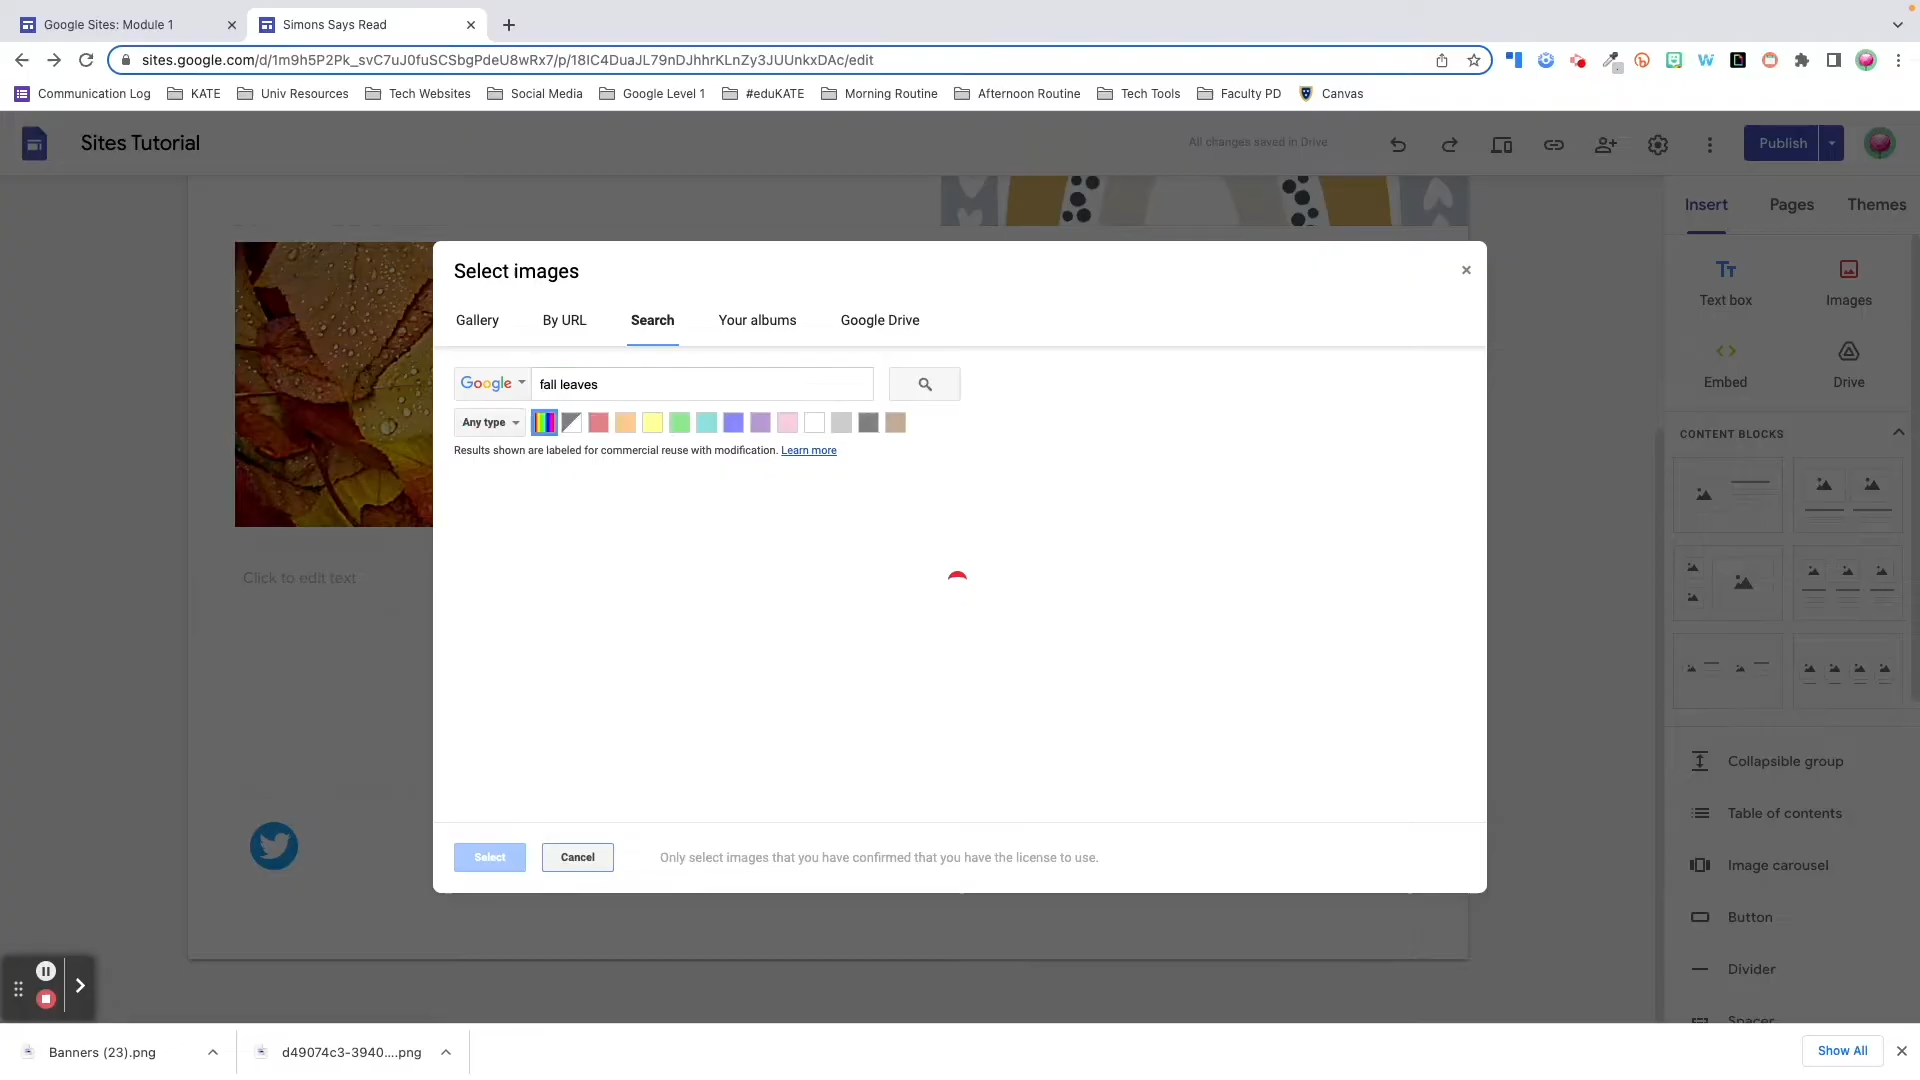 Google Sites: Module 1
Simons Says Read
sites.google.com/d/1m9h5P2Pk_svC7uJ0fuSCSbgPdeU8wRx7/p/18IC4DuaJL79nDJhhrKLnZy3JUUnkxDAc/edit
Communication Log
KATE
Univ Resources
Tech Websites
Social Media
Google Level 1
#eduKATE
Morning Routine
Afternoon Routine
Tech Tools
Faculty PD
Canvas
Sites Tutorial
All changes saved in Drive
Publish
Insert
Pages
Themes
Select images
Gallery
By URL
Search
Your albums
Google Drive
Google
fall leaves
Any type
Results shown are labeled for commercial reuse with modification. Learn more
Select
Cancel
Only select images that you have confirmed that you have the license to use.
Click to edit text
Tt
Text box
Images
Embed
Drive
CONTENT BLOCKS
Collapsible group
Table of contents
Image carousel
Button
Divider
Spacer
Banners (23).png
d49074c3-3940....png
Show All